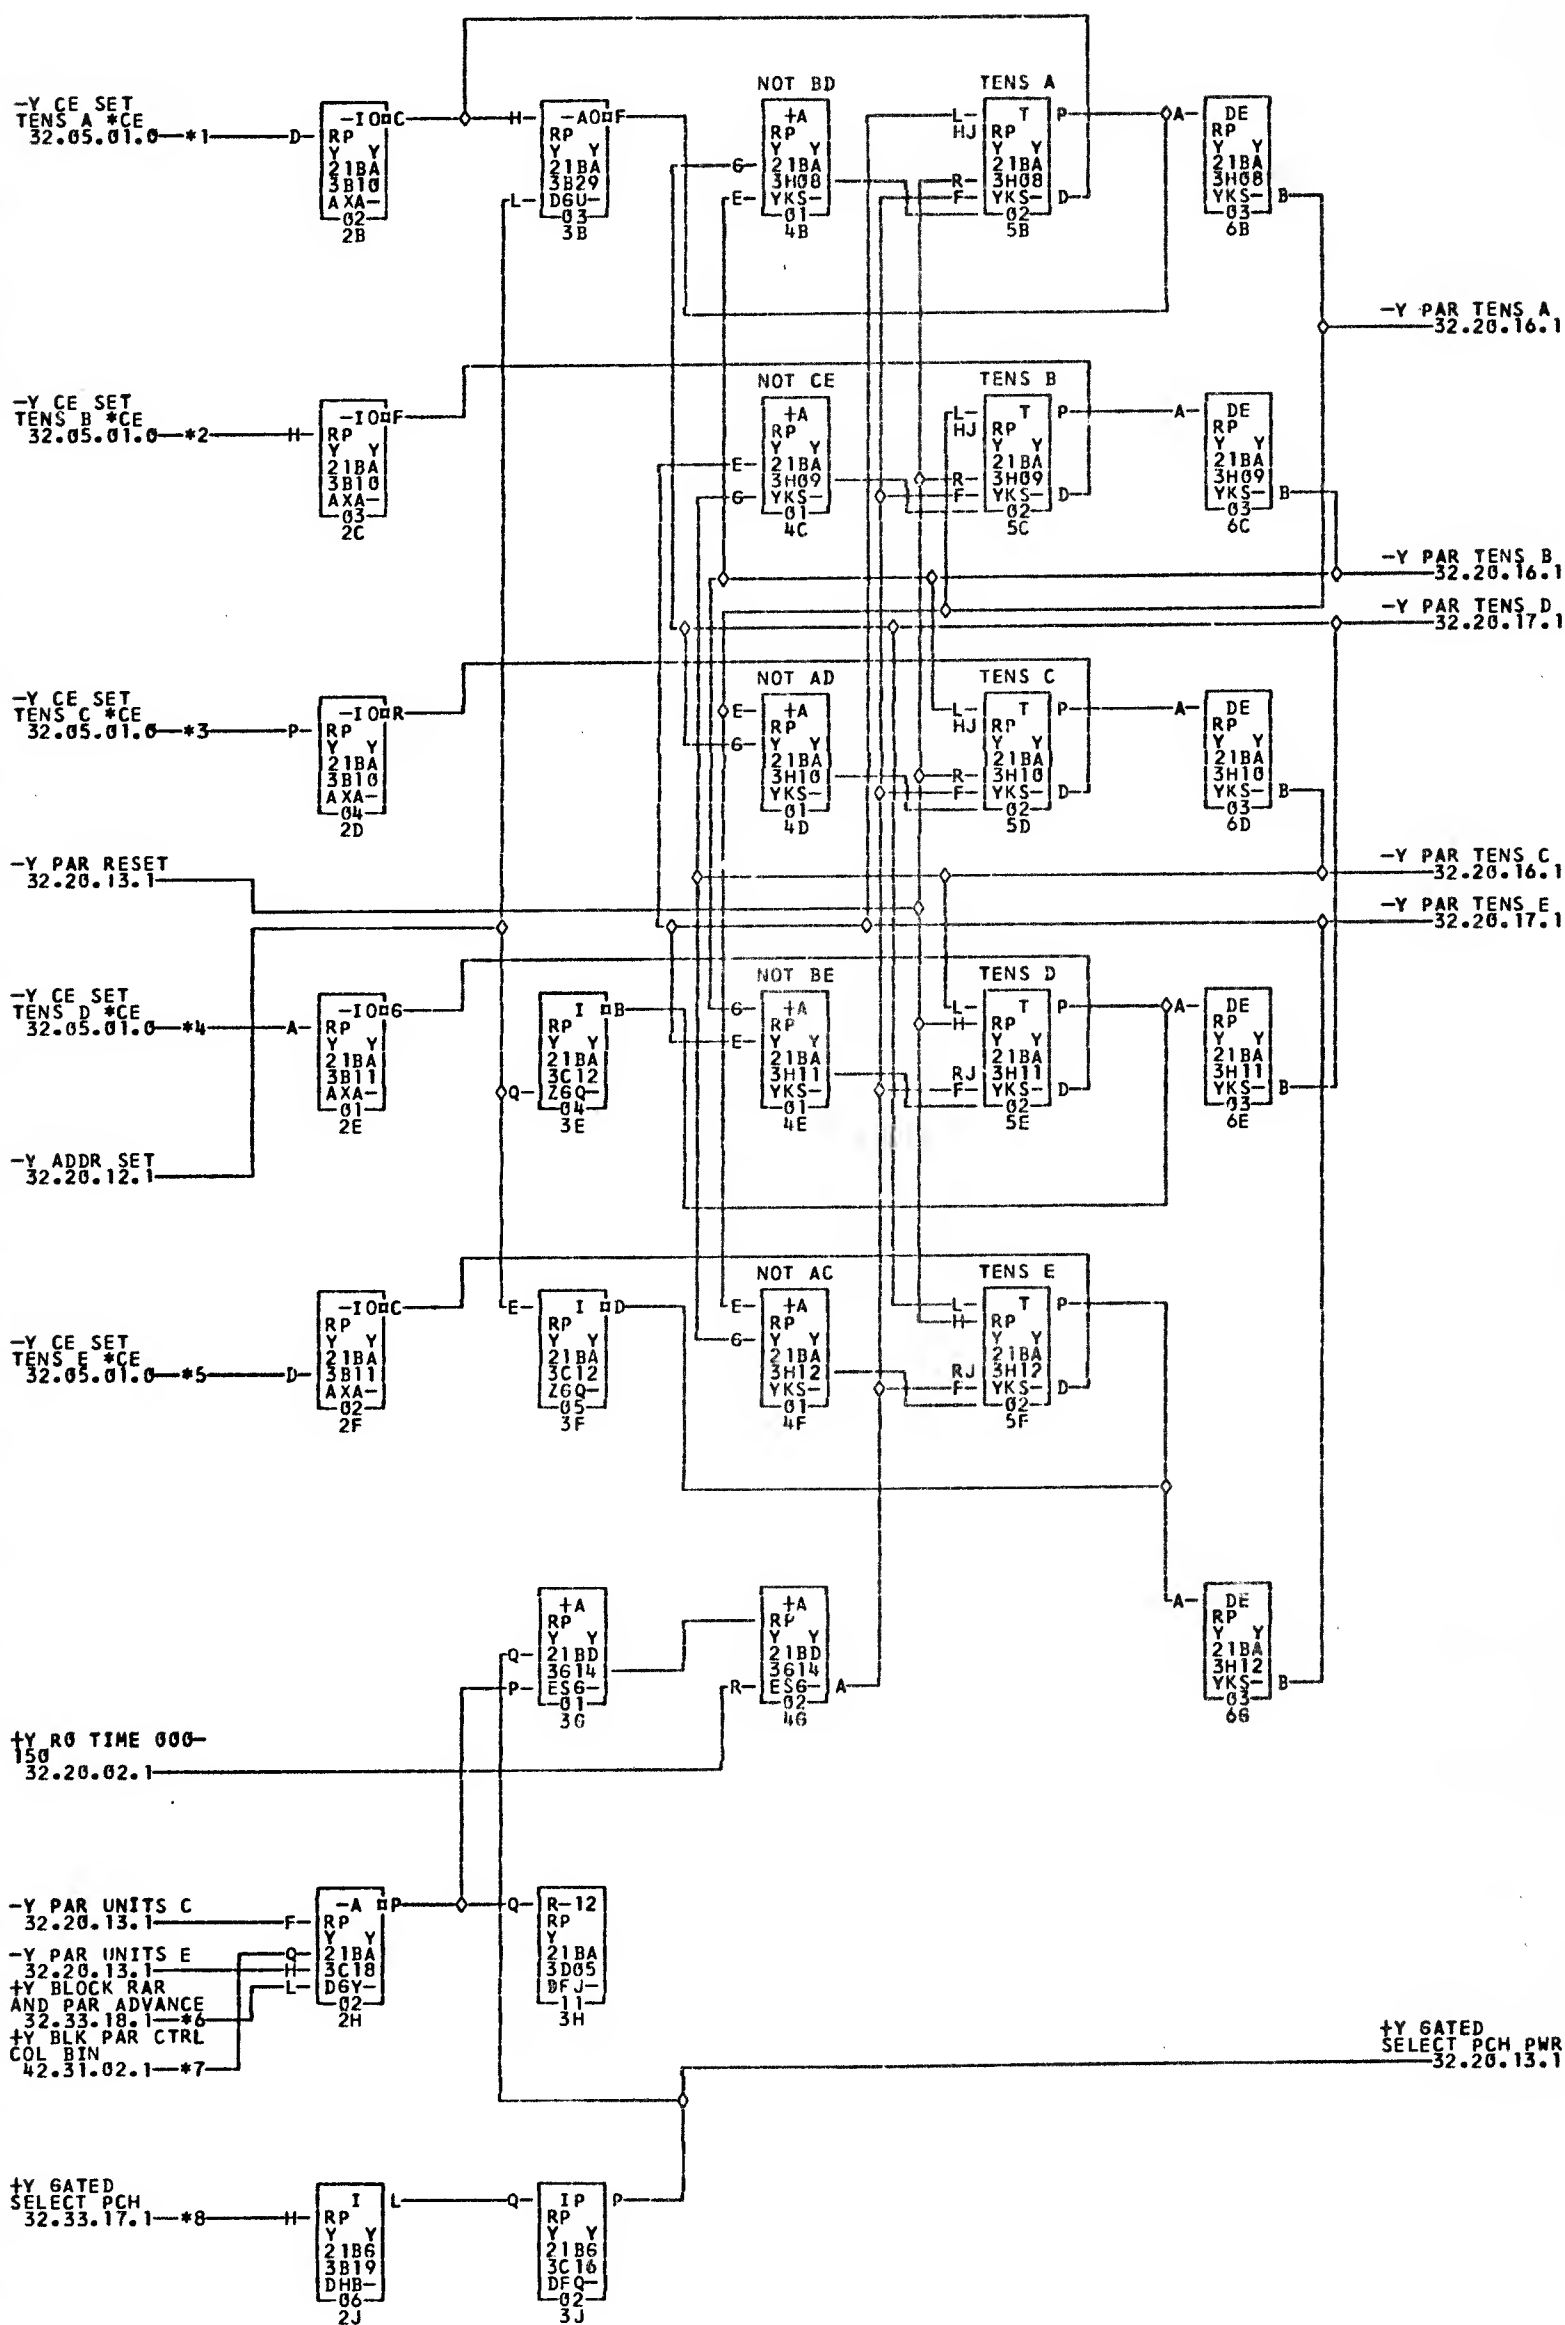 NOT BD
TENS A
-Y CE SET
TENS A *CE
32.05.01.0 *1
D
-IO C
RP
Y Y
21BA
3B10
AXA-
02
2B
H
L
-AO F
RP
Y Y
21BA
3B29
DGU-
03
3B
G
E
+A
RP
Y Y
21BA
3H08
YKS-
01
4B
L
HJ
R
F
T P
RP
Y Y
21BA
3H08
YKS- D
02
5B
A
DE
RP
Y Y
21BA
3H08
YKS- B
03
6B
-Y PAR TENS A
32.20.16.1
NOT CE
TENS B
-Y CE SET
TENS B *CE
32.05.01.0 *2
H
-IO F
RP
Y Y
21BA
3B10
AXA-
03
2C
E
G
+A
RP
Y Y
21BA
3H09
YKS-
01
4C
L
HJ
R
F
T P
RP
Y Y
21BA
3H09
YKS- D
02
5C
A
DE
RP
Y Y
21BA
3H09
YKS- B
03
6C
-Y PAR TENS B
32.20.16.1
-Y PAR TENS D
32.20.17.1
NOT AD
TENS C
-Y CE SET
TENS C *CE
32.05.01.0 *3
P
-IO R
RP
Y Y
21BA
3B10
AXA-
04
2D
E
G
+A
RP
Y Y
21BA
3H10
YKS-
01
4D
L
HJ
R
F
T P
RP
Y Y
21BA
3H10
YKS- D
02
5D
A
DE
RP
Y Y
21BA
3H10
YKS- B
03
6D
-Y PAR RESET
32.20.13.1
-Y PAR TENS C
32.20.16.1
-Y PAR TENS E
32.20.17.1
NOT BE
TENS D
-Y CE SET
TENS D *CE
32.05.01.0 *4
A
-IO G
RP
Y Y
21BA
3B11
AXA-
01
2E
Q
I B
RP
Y Y
21BA
3C12
ZGQ-
04
3E
G
E
+A
RP
Y Y
21BA
3H11
YKS-
01
4E
L
H
RJ
F
T P
RP
Y Y
21BA
3H11
YKS- D
02
5E
A
DE
RP
Y Y
21BA
3H11
YKS- B
03
6E
-Y ADDR SET
32.20.12.1
NOT AC
TENS E
-Y CE SET
TENS E *CE
32.05.01.0 *5
D
-IO C
RP
Y Y
21BA
3B11
AXA-
02
2F
E
I D
RP
Y Y
21BA
3C12
ZGQ-
05
3F
E
G
+A
RP
Y Y
21BA
3H12
YKS-
01
4F
L
H
RJ
F
T P
RP
Y Y
21BA
3H12
YKS- D
02
5F
Q
P
+A
RP
Y Y
21BD
3G14
ESG-
01
3G
R
+A
RP
Y Y
21BD
3G14
ESG- A
02
4G
A
DE
RP
Y Y
21BA
3H12
YKS- B
03
6G
+Y RO TIME 000-
150
32.20.02.1
-Y PAR UNITS C
32.20.13.1 F
-Y PAR UNITS E
32.20.13.1
+Y BLOCK RAR
AND PAR ADVANCE
32.33.18.1 *6
+Y BLK PAR CTRL
COL BIN
42.31.02.1 *7
Q
H
L
-A P
RP
Y Y
21BA
3C18
DGY-
02
2H
Q
R-12
RP
Y
21BA
3D05
DFJ-
11
3H
+Y GATED
SELECT PCH PWR
32.20.13.1
+Y GATED
SELECT PCH
32.33.17.1 *8
H
I L
RP
Y Y
21B6
3B19
DHB-
06
2J
Q
IP P
RP
Y Y
21B6
3C16
DFQ-
02
3J